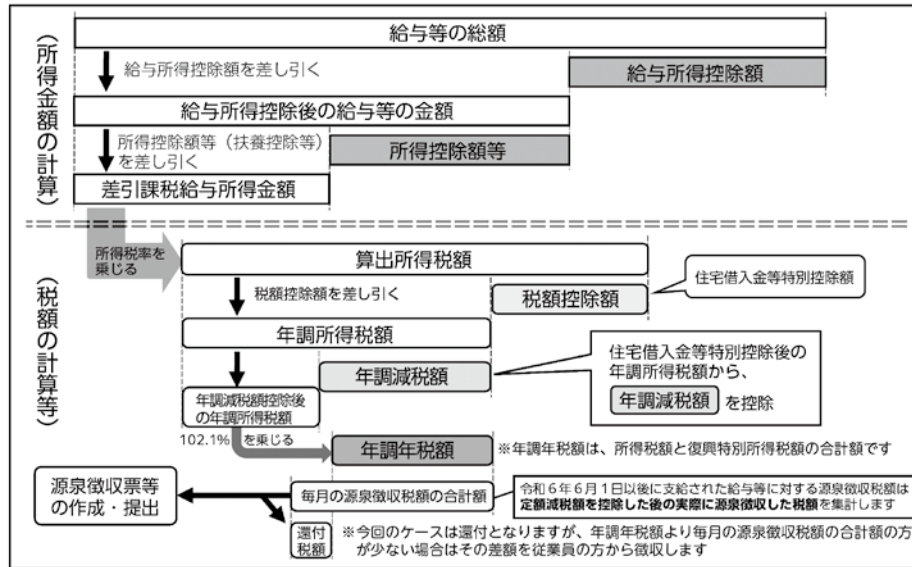 (所得金額の計算)
給与等の総額
給与所得控除額を差し引く
給与所得控除額
給与所得控除後の給与等の金額
所得控除額等（扶養控除等）
を差し引く
所得控除額等
差引課税給与所得金額
(税額の計算等)
所得税率を
乗じる
算出所得税額
税額控除額を差し引く
税額控除額
住宅借入金等特別控除額
年調所得税額
年調減税額
住宅借入金等特別控除後の
年調所得税額から、
年調減税額 を控除
年調減税額控除後
の年調所得税額
102.1% を乗じる
年調年税額
※年調年税額は、所得税額と復興特別所得税額の合計額です
源泉徴収票等
の作成・提出
毎月の源泉徴収税額の合計額
令和６年６月１日以後に支給された給与等に対する源泉徴収税額は
定額減税額を控除した後の実際に源泉徴収した税額を集計します
還付
税額
※今回のケースは還付となりますが、年調年税額より毎月の源泉徴収税額の合計額の方
が少ない場合はその差額を従業員の方から徴収します